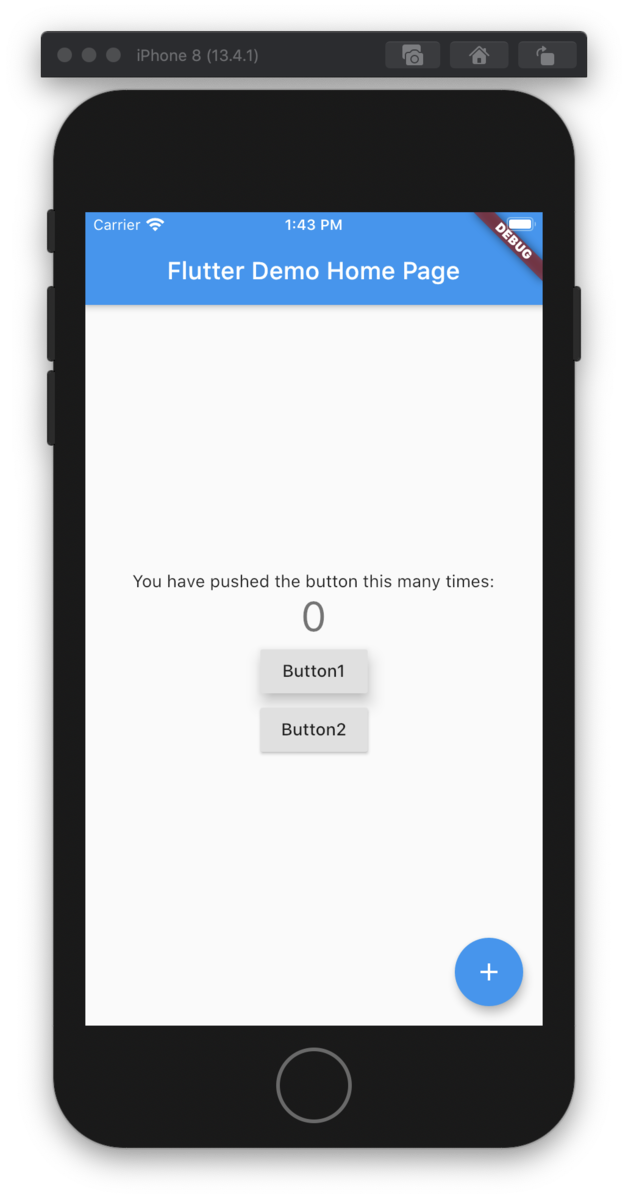 iPhone 8 (13.4.1)
Carrier 1:43 PM
DEBUG
Flutter Demo Home Page
You have pushed the button this many times:
0
Button1
Button2
+